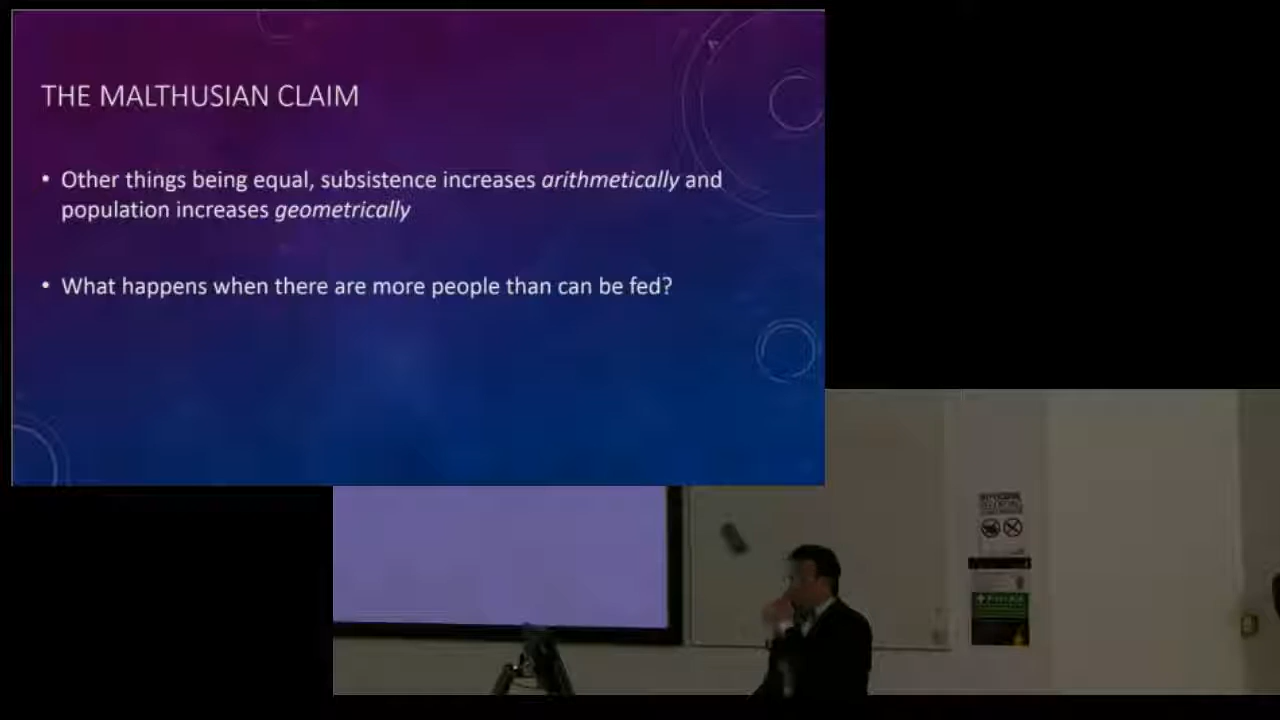 THE MALTHUSIAN CLAIM
• Other things being equal, subsistence increases arithmetically and
population increases geometrically
• What happens when there are more people than can be fed?